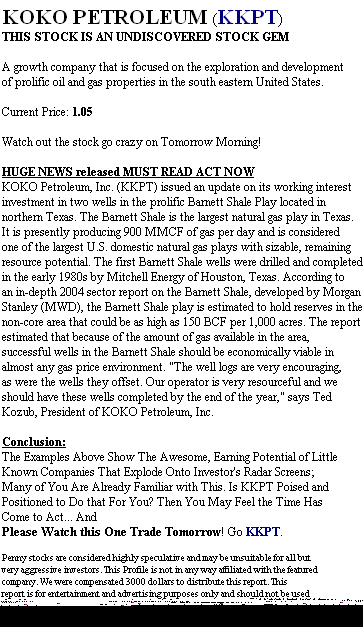 KOKO PETROLEUM (KKPT)
THIS STOCK IS AN UNDISCOVERED STOCK GEM
A growth company that is focused on the exploration and development
of prolific oil and gas properties in the south eastern United States.
Current Price: 1.05
Watch out the stock go crazy on Tomorrow Morning!
HUGE NEWS released MUST READ ACT NOW
KOKO Petroleum, Inc. (KKPT) issued an update on its working interest
investment in two wells in the prolific Barnett Shale Play located in
northern Texas. The Barnett Shale is the largest natural gas play in Texas.
It is presently producing 900 MMCF of gas per day and is considered
one of the largest U.S. domestic natural gas plays with sizable, remaining
resource potential. The first Barnett Shale wells were drilled and completed
in the early 1980s by Mitchell Energy of Houston, Texas. According to
an in-depth 2004 sector report on the Barnett Shale, developed by Morgan
Stanley (MWD), the Barnett Shale play is estimated to hold reserves in the
non-core area that could be as high as 150 BCF per 1,000 acres. The report
estimated that because of the amount of gas available in the area,
successful wells in the Barnett Shale should be economically viable in
almost any gas price environment. "The well logs are very encouraging,
as were the wells they offset. Our operator is very resourceful and we
should have these wells completed by the end of the year," says Ted
Kozub, President of KOKO Petroleum, Inc.
Conclusion:
The Examples Above Show The Awesome, Earning Potential of Little
Known Companies That Explode Onto Investor's Radar Screens;
Many of You Are Already Familiar with This. Is KKPT Poised and
Positioned to Do that For You? Then You May Feel the Time Has
Come to Act... And
Please Watch this One Trade Tomorrow! Go KKPT.
Penny stocks are considered highly speculative and may be unsuitable for all but
very aggressive investors. This Profile is not in any way affiliated with the featured
company. We were compensated 3000 dollars to distribute this report. This
report is for entertainment and advertising purposes only and should not be used